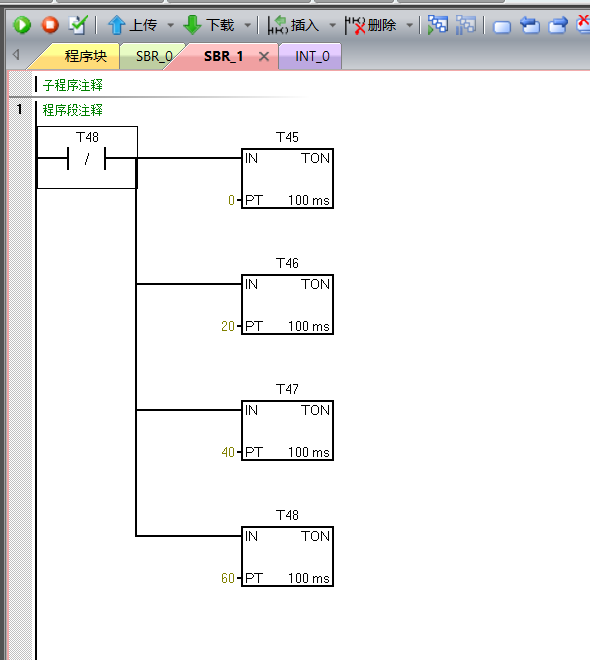 上传 下载 插入 删除
程序块 SBR_0 SBR_1 INT_0
子程序注释
1 程序段注释
T48 T45
/ IN TON
0 PT 100 ms
T46
IN TON
20 PT 100 ms
T47
IN TON
40 PT 100 ms
T48
IN TON
60 PT 100 ms